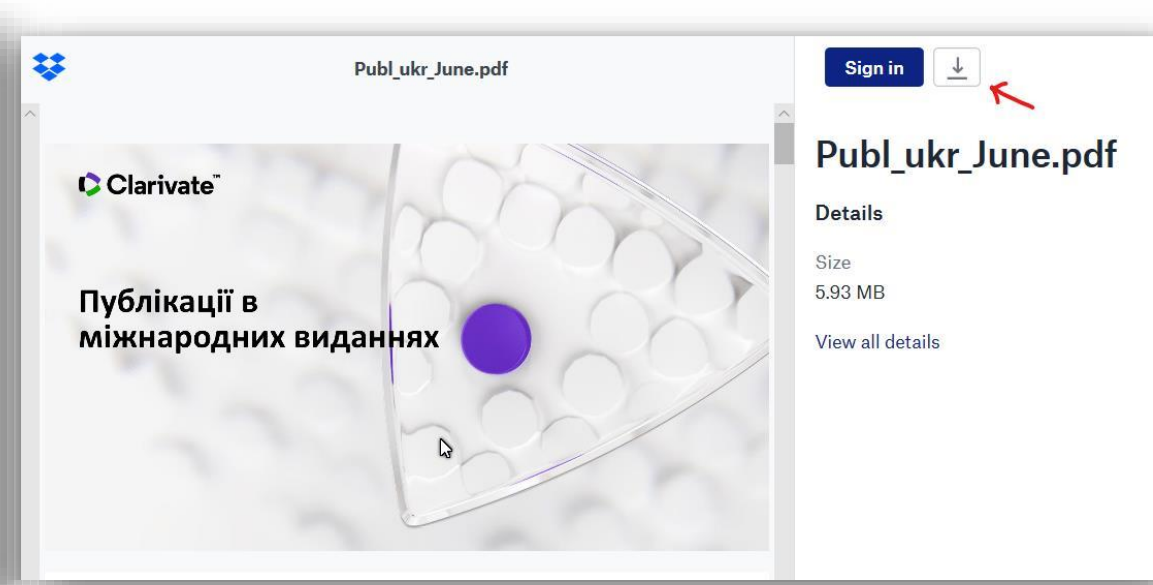 Publ_ukr_June.pdf
Sign in
Clarivate™
Публікації в
міжнародних виданнях
Publ_ukr_June.pdf
Details
Size
5.93 MB
View all details